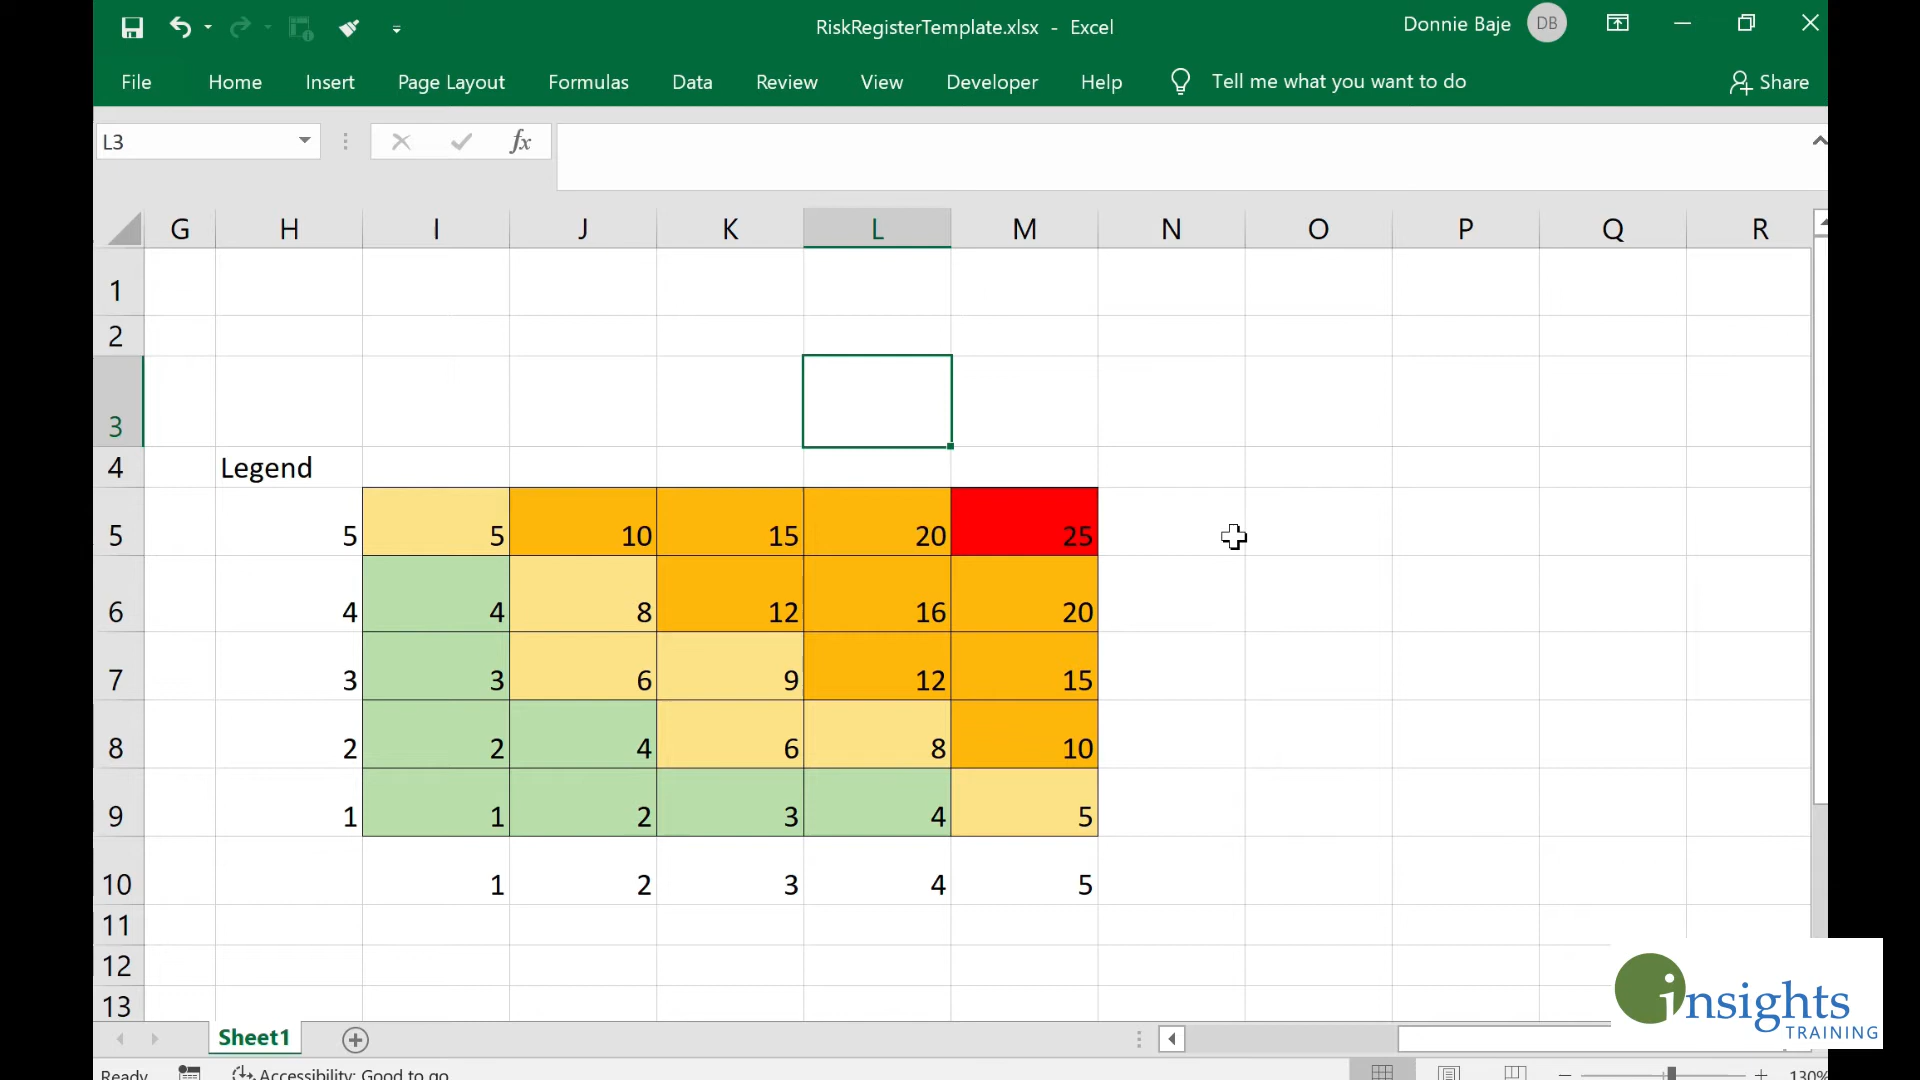 RiskRegisterTemplate.xlsx - Excel
Donnie Baje
DB
File Home Insert Page Layout Formulas Data Review View Developer Help Tell me what you want to do Share
L3
fx
G H I J K L M N O P Q R
1
2
3
4 Legend
5 5 5 10 15 20 25
6 4 4 8 12 16 20
7 3 3 6 9 12 15
8 2 2 4 6 8 10
9 1 1 2 3 4 5
10 1 2 3 4 5
11
12
13
insights
TRAINING
Sheet1
Ready Accessibility: Good to go 130%